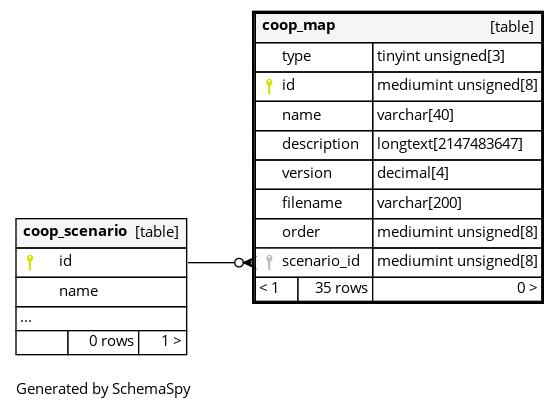 coop_map [table]
type tinyint unsigned[3]
id mediumint unsigned[8]
name varchar[40]
description longtext[2147483647]
version decimal[4]
filename varchar[200]
order mediumint unsigned[8]
scenario_id mediumint unsigned[8]
< 1 35 rows 0 >
coop_scenario [table]
id
name
...
0 rows 1 >
Generated by SchemaSpy